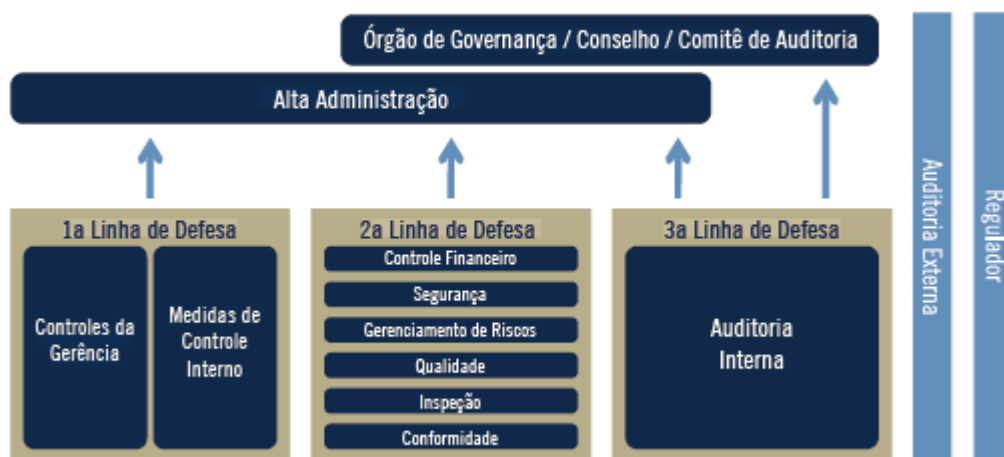 Órgão de Governança / Conselho / Comitê de Auditoria
Alta Administração
1a Linha de Defesa
Controles da
Gerência
Medidas de
Controle
Interno
2a Linha de Defesa
Controle Financeiro
Segurança
Gerenciamento de Riscos
Qualidade
Inspeção
Conformidade
3a Linha de Defesa
Auditoria
Interna
Auditoria Externa
Regulador